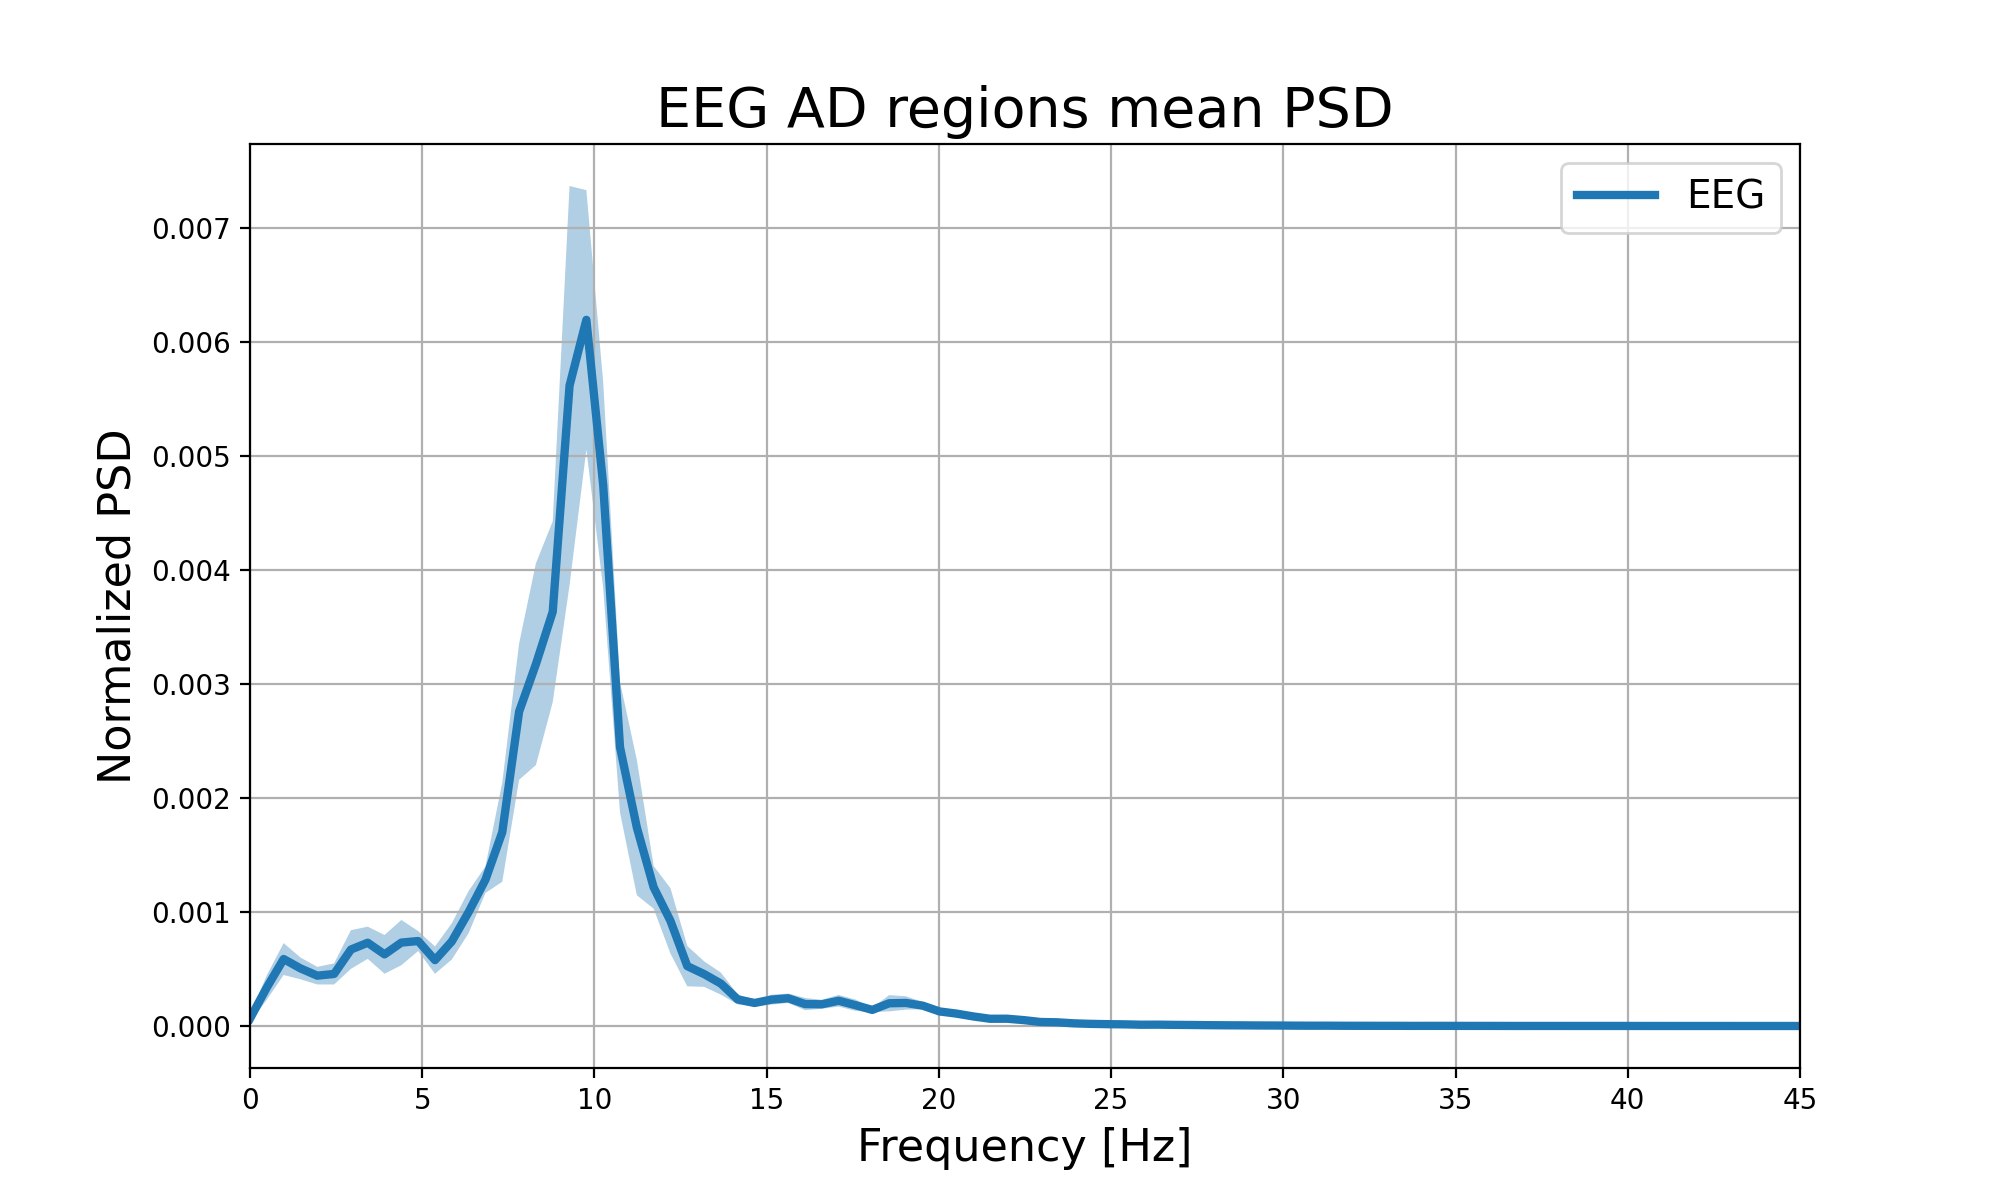 EEG AD regions mean PSD
EEG
Normalized PSD
0.007
0.006
0.005
0.004
0.003
0.002
0.001
0.000
0 5 10 15 20 25 30 35 40 45
Frequency [Hz]